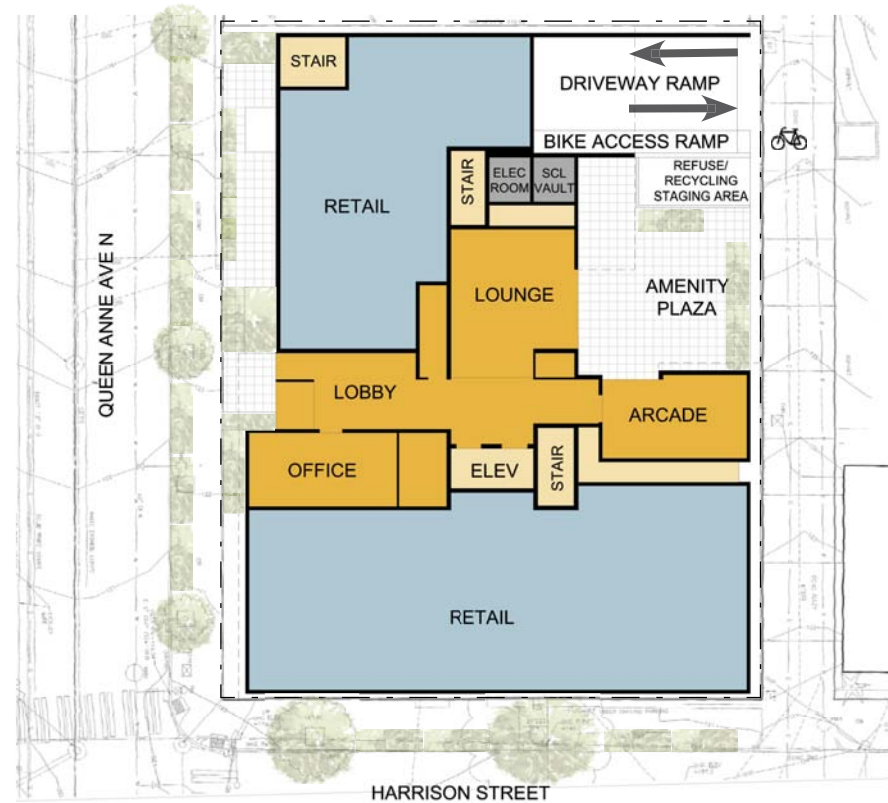 STAIR
DRIVEWAY RAMP
BIKE ACCESS RAMP
STAIR
ELEC
ROOM
SCL
VAULT
REFUSE/
RECYCLING
STAGING AREA
RETAIL
QUEEN ANNE AVE N
LOUNGE
AMENITY
PLAZA
LOBBY
ARCADE
OFFICE
ELEV
STAIR
RETAIL
HARRISON STREET